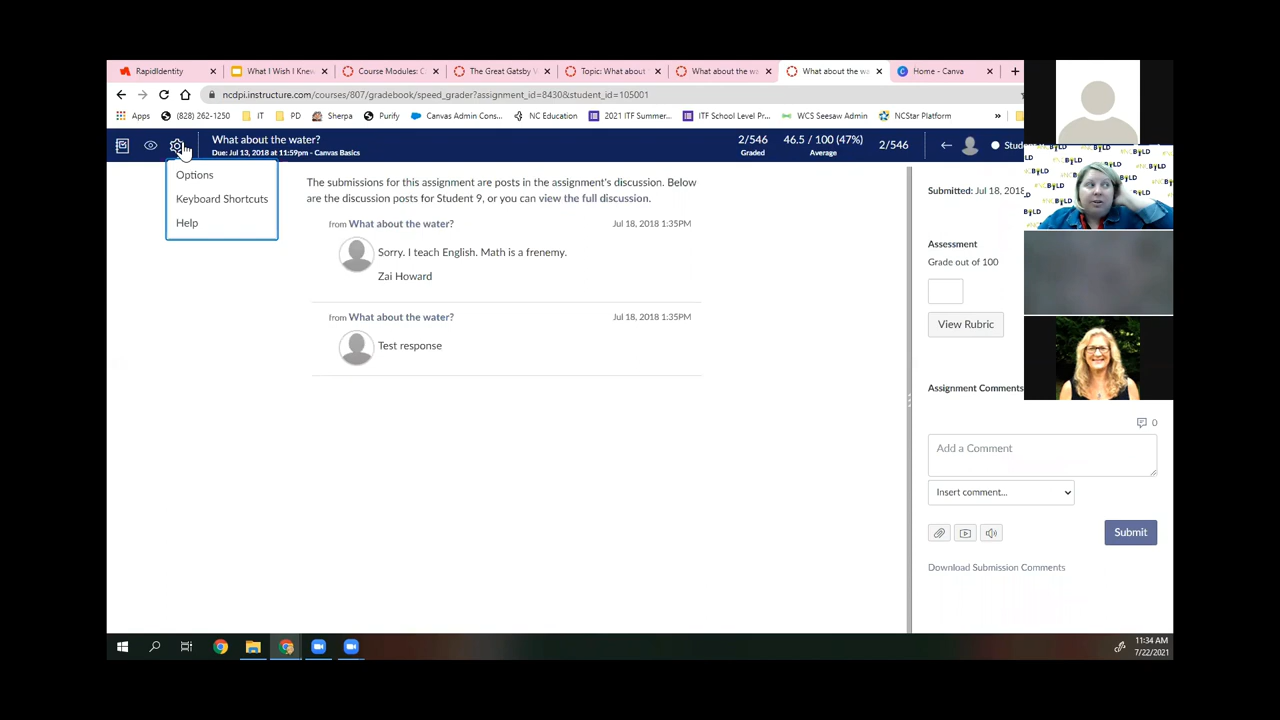 RapidIdentity
What I Wish I Knew
Course Modules: C
The Great Gatsby V
Topic: What about
What about the wa
What about the wa
Home - Canva
ncdpi.instructure.com/courses/807/gradebook/speed_grader?assignment_id=8430&student_id=105001
Apps
(828) 262-1250
IT
PD
Sherpa
Purify
Canvas Admin Cons...
NC Education
2021 ITF Summer...
ITF School Level Pr...
WCS Seesaw Admin
NCStar Platform
What about the water?
Due: Jul 13, 2018 at 11:59pm - Canvas Basics
2/546
Graded
46.5 / 100 (47%)
Average
2/546
Options
Keyboard Shortcuts
Help
The submissions for this assignment are posts in the assignment's discussion. Below
are the discussion posts for Student 9, or you can view the full discussion.
from What about the water?
Jul 18, 2018 1:35PM
Sorry. I teach English. Math is a frenemy.
Zai Howard
from What about the water?
Jul 18, 2018 1:35PM
Test response
Submitted: Jul 18, 2018
Assessment
Grade out of 100
View Rubric
Assignment Comments
0
Add a Comment
Insert comment...
Submit
Download Submission Comments
11:34 AM
7/22/2021